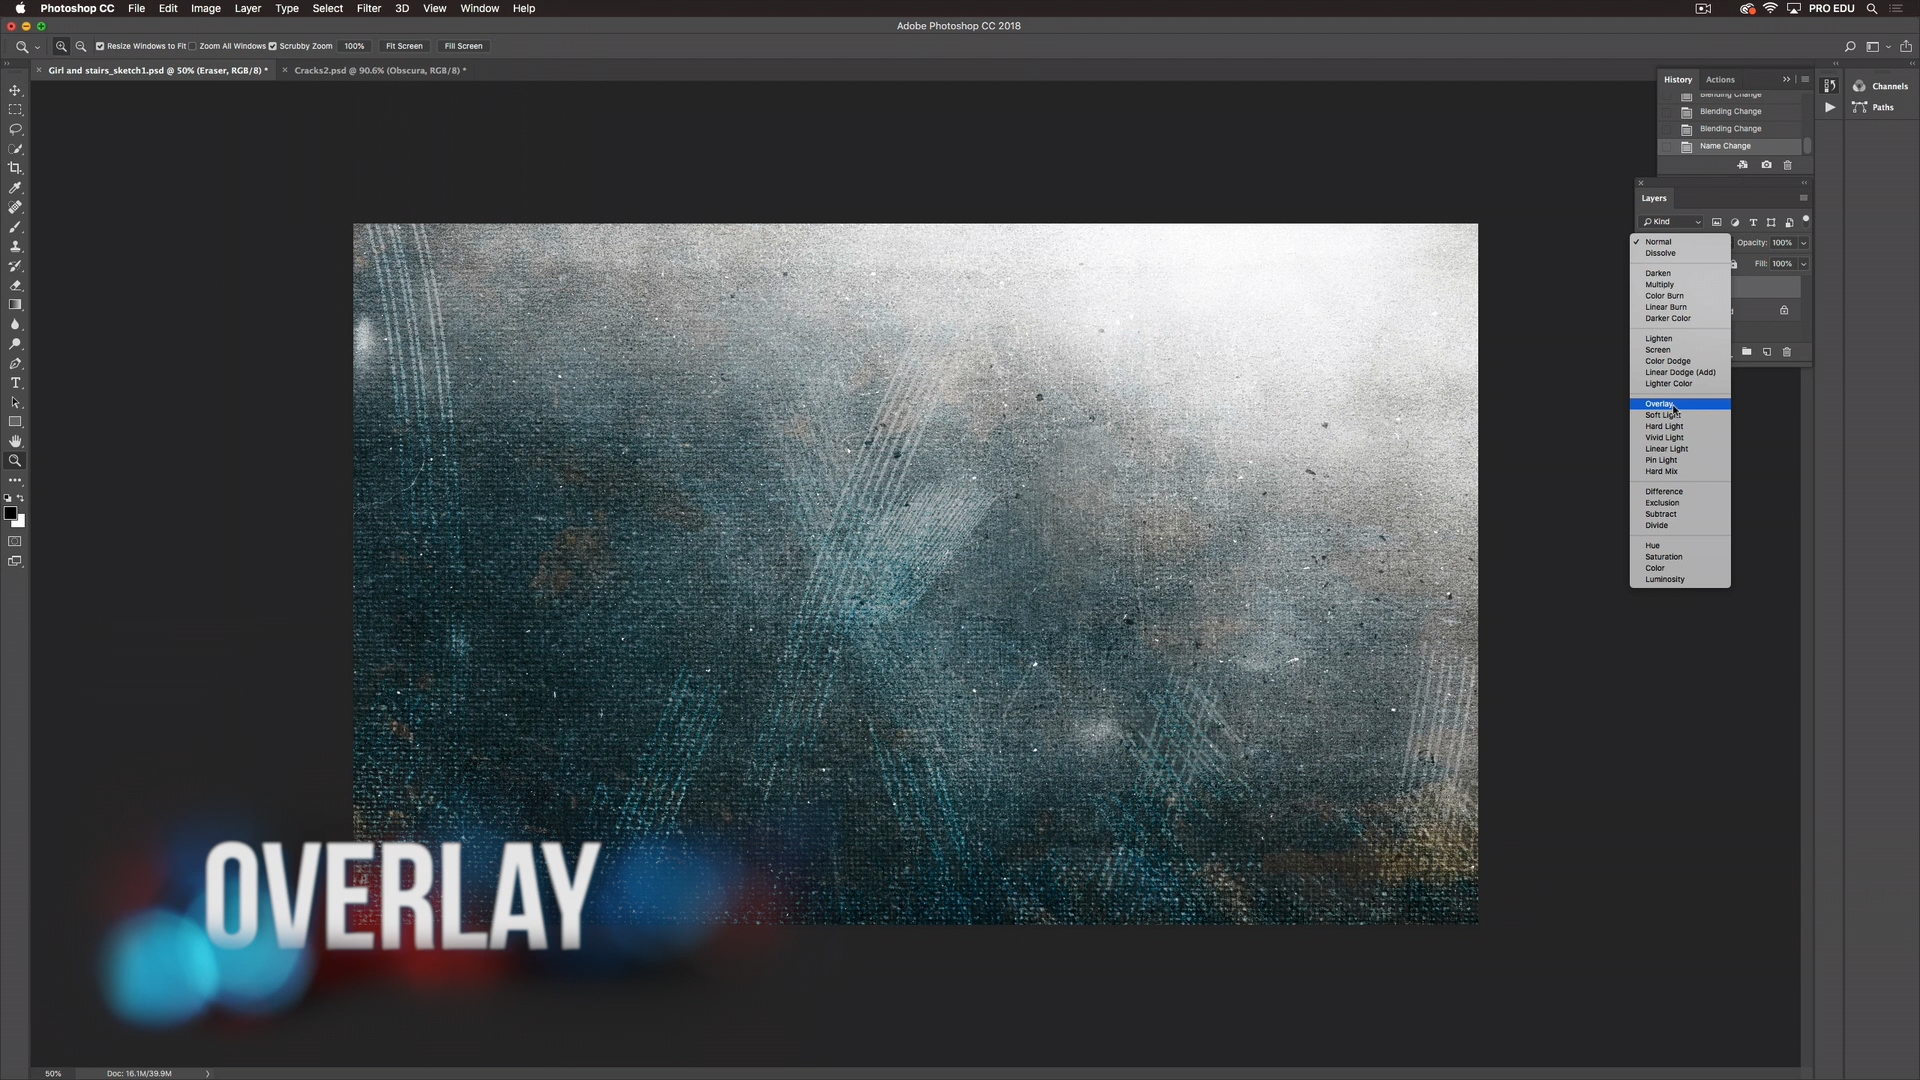 Photoshop CC File Edit Image Layer Type Select Filter 3D View Window Help PRO EDU
Adobe Photoshop CC 2018
Resize Windows to Fit Zoom All Windows Scrubby Zoom 100% Fit Screen Fill Screen
Girl and stairs_sketch1.psd @ 50% (Eraser, RGB/8) * Cracks2.psd @ 90.6% (Obscura, RGB/8) *
History Actions
Channels
Paths
Blending Change
Blending Change
Blending Change
Name Change
Layers
Kind
Opacity: 100%
Fill: 100%
Normal
Dissolve
Darken
Multiply
Color Burn
Linear Burn
Darker Color
Lighten
Screen
Color Dodge
Linear Dodge (Add)
Lighter Color
Overlay
Soft Light
Hard Light
Vivid Light
Linear Light
Pin Light
Hard Mix
Difference
Exclusion
Subtract
Divide
Hue
Saturation
Color
Luminosity
OVERLAY
50% Doc: 16.1M/39.9M